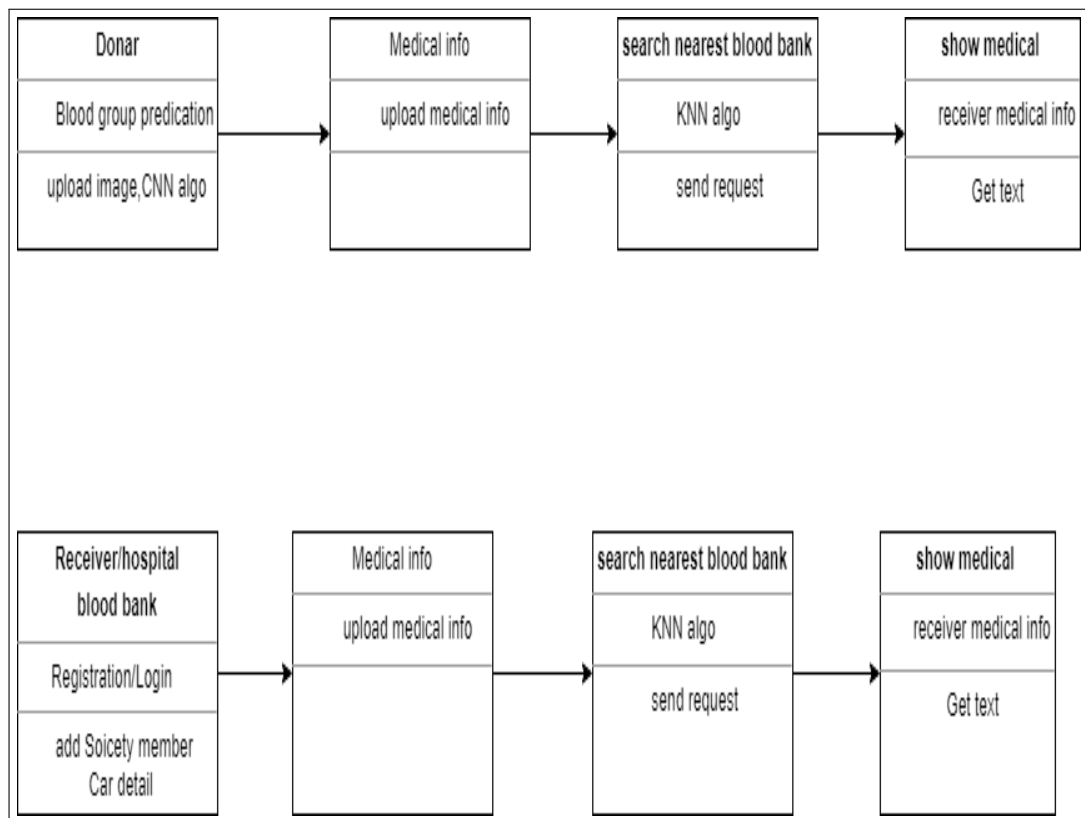 Donar
Blood group predication
upload image,CNN algo
Medical info
upload medical info
search nearest blood bank
KNN algo
send request
show medical
receiver medical info
Get text
Receiver/hospital
blood bank
Registration/Login
add Soicety member
Car detail
Medical info
upload medical info
search nearest blood bank
KNN algo
send request
show medical
receiver medical info
Get text